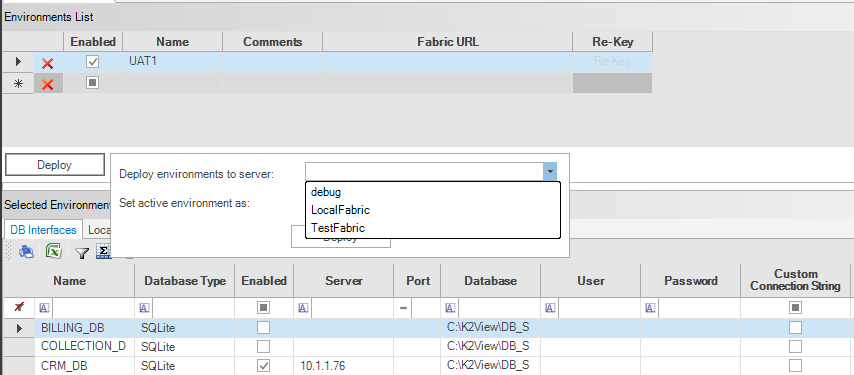 Environments List
Enabled Name Comments Fabric URL Re-Key
UAT1 Re-Key
Deploy
Deploy environments to server:
debug
LocalFabric
TestFabric
Set active environment as:
Deploy
Selected Environment
DB Interfaces Loca
Name Database Type Enabled Server Port Database User Password Custom Connection String
BILLING_DB SQLite C:\K2View\DB_S
COLLECTION_D SQLite C:\K2View\DB_S
CRM_DB SQLite 10.1.1.76 C:\K2View\DB_S